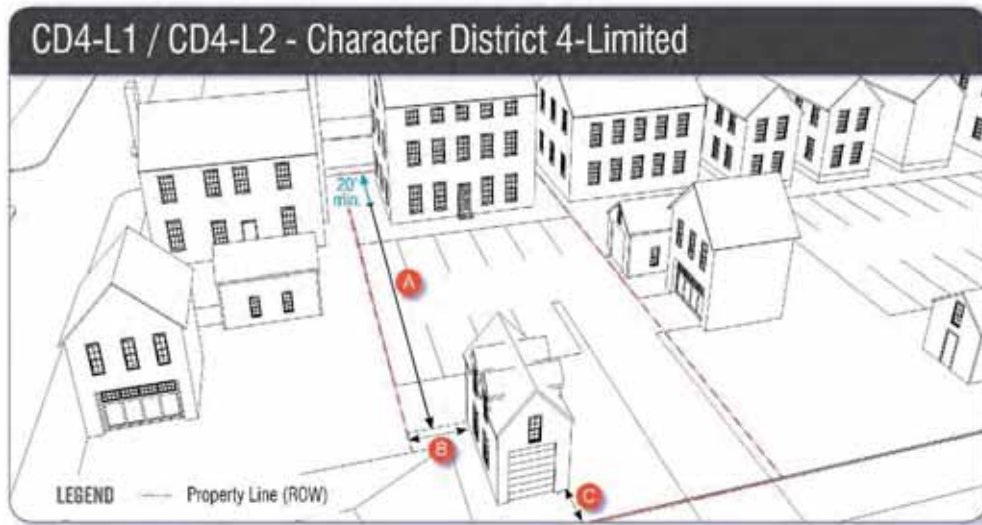 CD4-L1 / CD4-L2 - Character District 4-Limited
20'
min.
A
B
C
LEGEND
Property Line (ROW)